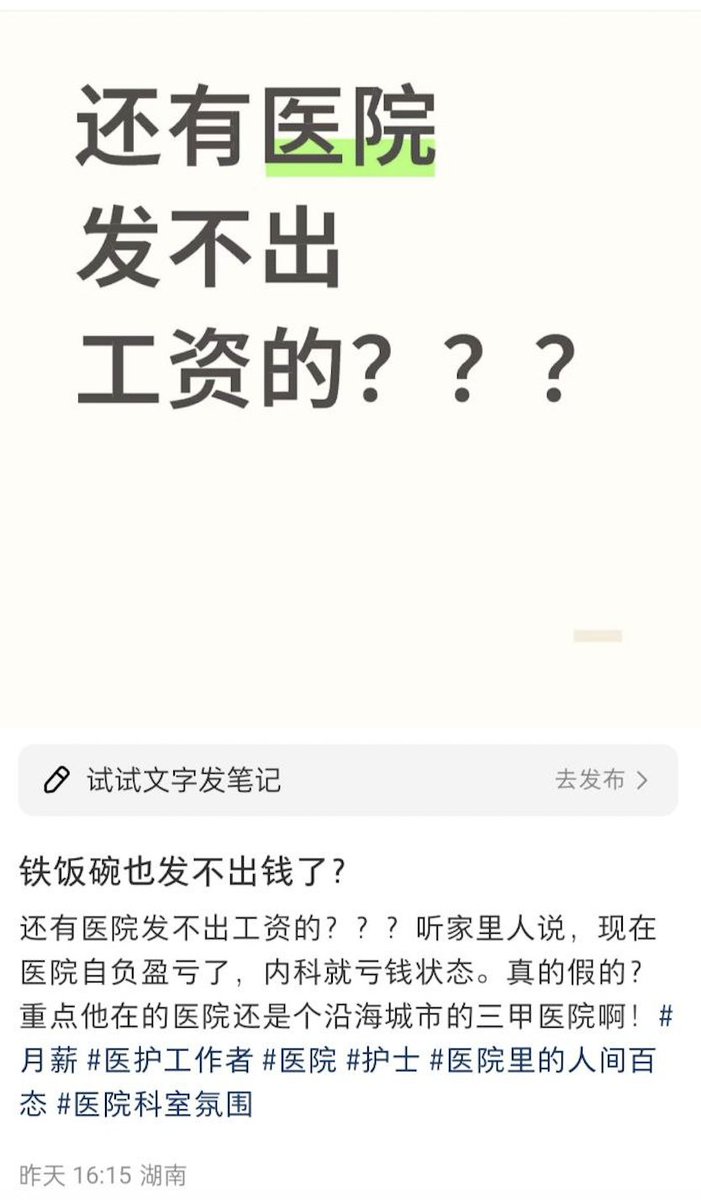 还有医院
发不出
工资的？？？
试试文字发笔记 去发布
铁饭碗也发不出钱了？
还有医院发不出工资的？？？听家里人说，现在
医院自负盈亏了，内科就亏钱状态。真的假的？
重点他在的医院还是个沿海城市的三甲医院啊！#
月薪 #医护工作者 #医院 #护士 #医院里的人间百
态 #医院科室氛围
昨天 16:15 湖南